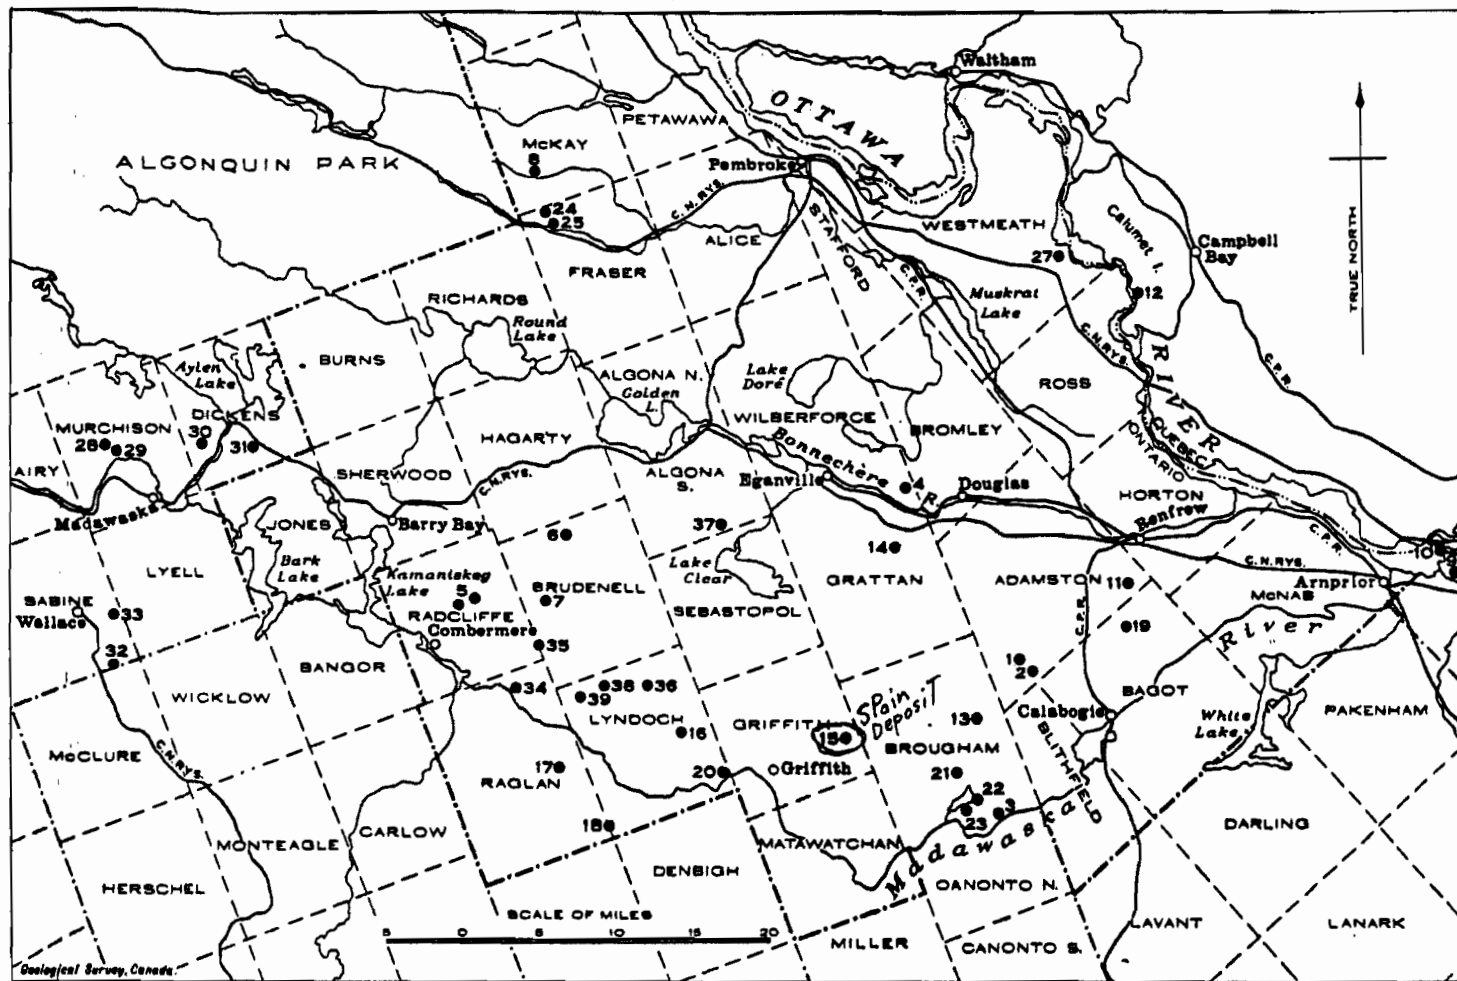 Waltham
OTTAWA
PETAWAWA
McKAY
8
ALGONQUIN PARK
Pembroke
TRUE NORTH
24
25
C.N.RYS.
ALICE
STAFFORD
WESTMEATH
Calumet I.
Campbell
Bay
27
12
FRASER
C.P.R.
Muskrat
Lake
RICHARDS
Round
Lake
C.N.RYS.
RIVER
C.P.R.
Aylen
Lake
BURNS
ALGONA N.
Golden
L.
Lake
Doré
ROSS
DICKENS
MURCHISON
28
29
30
31
WILBERFORCE
BROMLEY
HAGARTY
QUEBEC
ONTARIO
AIRY
SHERWOOD
C.N.RYS.
ALGONA
S.
Bonnechère R.
Eganville
4
Douglas
HORTON
Renfrew
Madawaska
JONES
Barry Bay
37
6
14
C.P.R.
10
LYELL
Bark
Lake
Kamaniskeg
Lake
BRUDENELL
Lake
Clear
GRATTAN
ADAMSTON
11
C.N.RYS.
Arnprior
McNAB
SABINE
Wallace
33
5
7
RADCLIFFE
Combermere
SEBASTOPOL
C.P.R.
19
River
32
BANGOR
35
1
2
WICKLOW
34
39
38
36
LYNDOCH
16
GRIFFITH
15
Spain
Deposit
13
BROUGHAM
BAGOT
Calabogie
White
Lake
PAKENHAM
McCLURE
C.N.RYS.
RAGLAN
17
20
Griffith
21
22
23
3
BLITHFIELD
MONTEAGLE
CARLOW
18
MATAWATCHAN
Madawaska
DARLING
HERSCHEL
DENBIGH
CANONTO N.
SCALE OF MILES
5 0 5 10 15 20
MILLER
CANONTO S.
LAVANT
LANARK
Geological Survey, Canada.